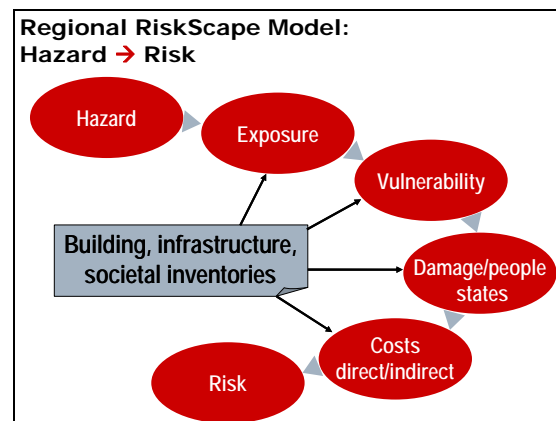 Regional RiskScape Model:
Hazard → Risk
Hazard
Exposure
Vulnerability
Building, infrastructure,
societal inventories
Damage/people
states
Costs
direct/indirect
Risk